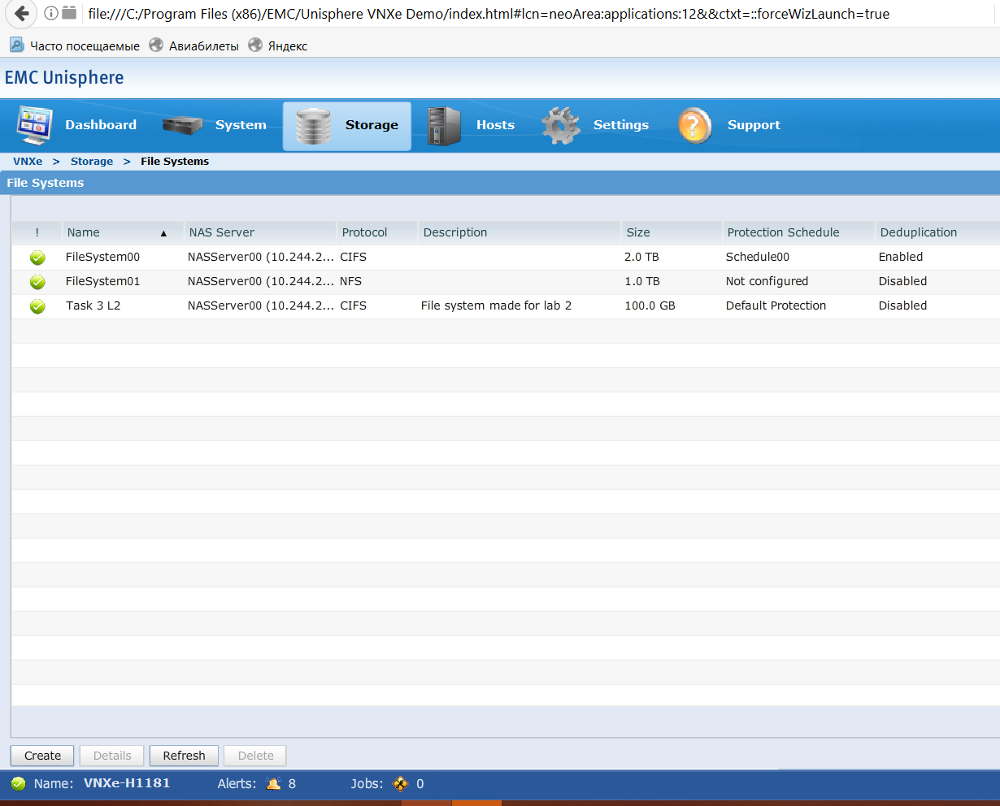 file:///C:/Program Files (x86)/EMC/Unisphere VNXe Demo/index.html#lcn=neoArea:applications:12&&ctxt=::forceWizLaunch=true
Часто посещаемые Авиабилеты Яндекс
EMC Unisphere
Dashboard System Storage Hosts Settings Support
VNXe > Storage > File Systems
File Systems
! Name ▲ NAS Server Protocol Description Size Protection Schedule Deduplication
FileSystem00 NASServer00 (10.244.2... CIFS 2.0 TB Schedule00 Enabled
FileSystem01 NASServer00 (10.244.2... NFS 1.0 TB Not configured Disabled
Task 3 L2 NASServer00 (10.244.2... CIFS File system made for lab 2 100.0 GB Default Protection Disabled
Create Details Refresh Delete
Name: VNXe-H1181 Alerts: 8 Jobs: 0